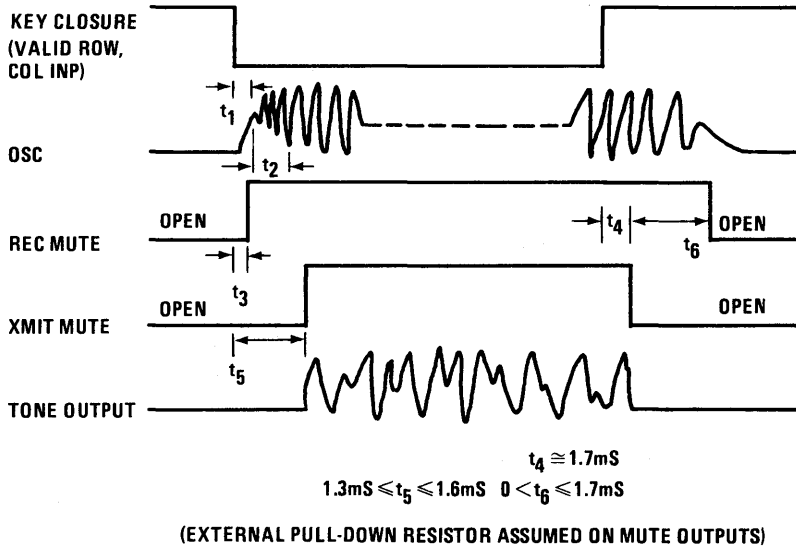 KEY CLOSURE
(VALID ROW,
COL INP)
t1
OSC
t2
OPEN
t4
OPEN
REC MUTE
t6
t3
OPEN
OPEN
XMIT MUTE
t5
TONE OUTPUT
t4 ≅ 1.7mS
1.3mS ⩽ t5 ⩽ 1.6mS 0 < t6 ⩽ 1.7mS
(EXTERNAL PULL-DOWN RESISTOR ASSUMED ON MUTE OUTPUTS)